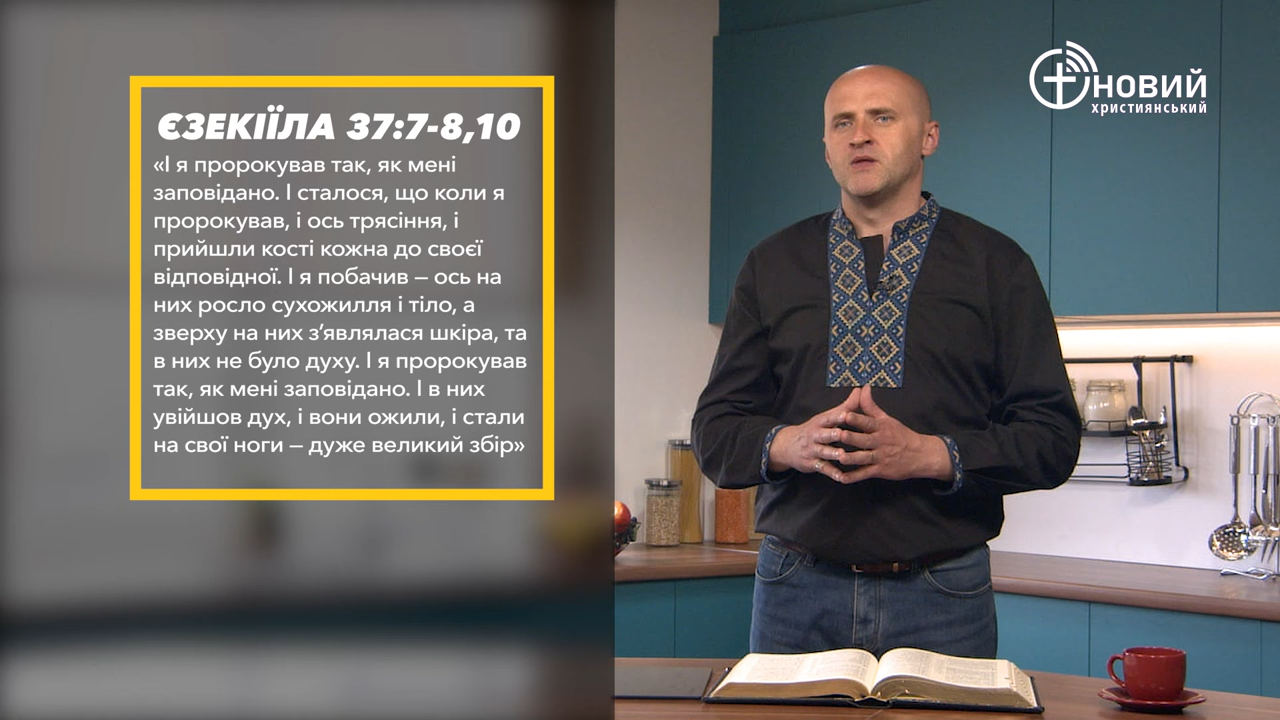 ЄЗЕКІЇЛА 37:7-8,10
«І я пророкував так, як мені
заповідано. І сталося, що коли я
пророкував, і ось трясіння, і
прийшли кості кожна до своєї
відповідної. І я побачив – ось на
них росло сухожилля і тіло, а
зверху на них з’являлася шкіра, та
в них не було духу. І я пророкував
так, як мені заповідано. І в них
увійшов дух, і вони ожили, і стали
на свої ноги – дуже великий збір»
НОВИЙ
християнський